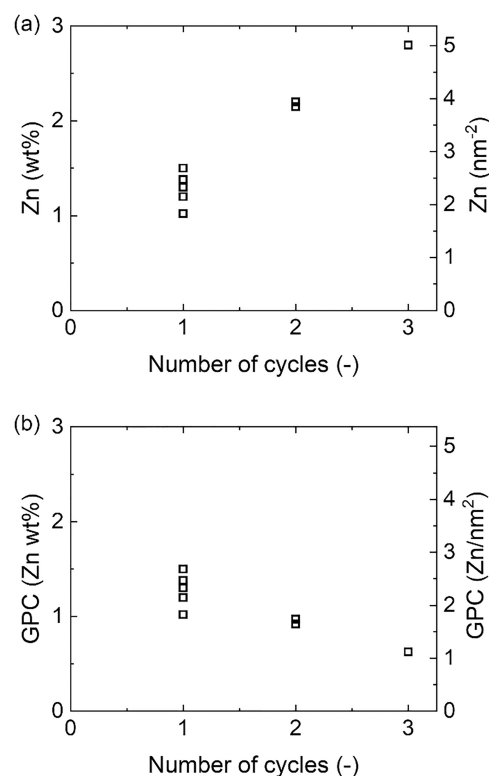 (a)
3
2
1
0
Zn (wt%)
5
4
3
2
1
0
Zn (nm⁻²)
0 1 2 3
Number of cycles (-)
(b)
3
2
1
0
GPC (Zn wt%)
5
4
3
2
1
0
GPC (Zn/nm²)
0 1 2 3
Number of cycles (-)